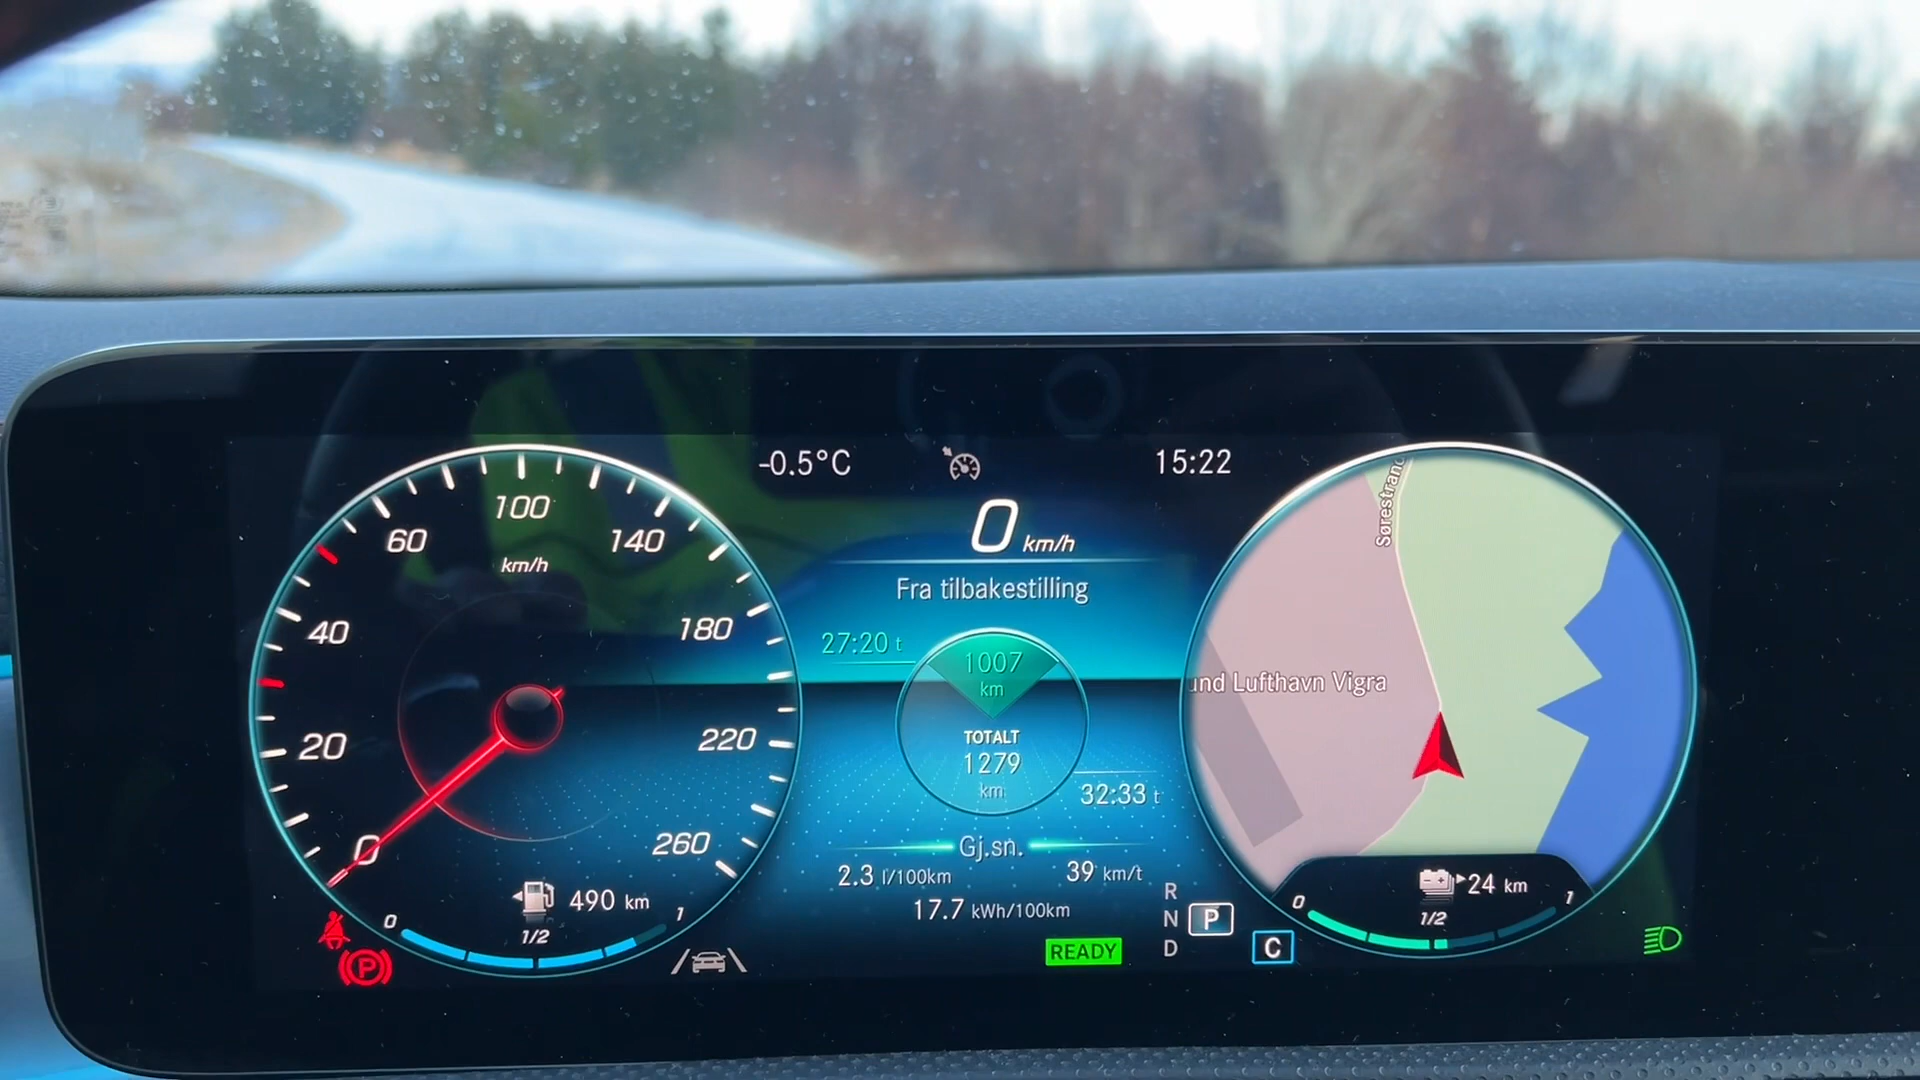 -0.5°C
15:22
0 km/h
Fra tilbakestilling
27:20 t
1007
km
TOTALT
1279
km
32:33 t
Gj.sn.
2.3 l/100km
39 km/t
17.7 kWh/100km
READY
R
N
D
P
C
0
20
40
60
100
140
180
220
260
km/h
490 km
0
1/2
1
P
Sørestrand
und Lufthavn Vigra
24 km
0
1/2
1